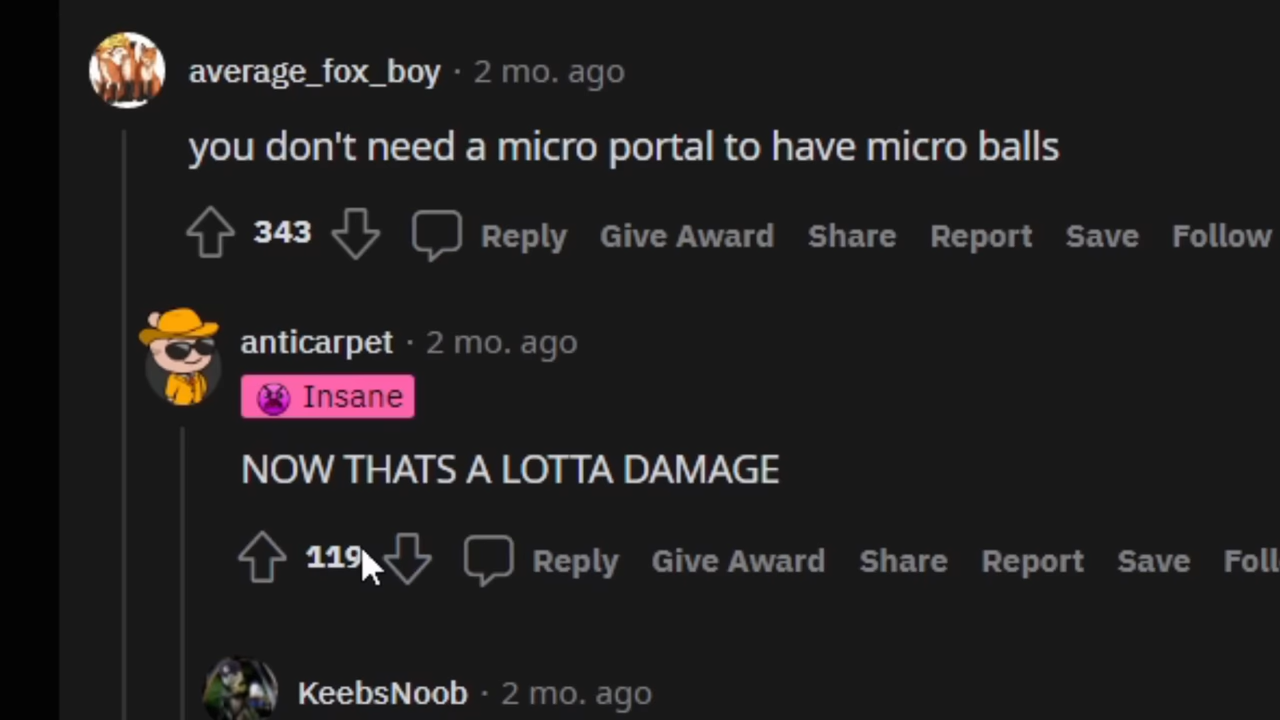 average_fox_boy · 2 mo. ago
you don't need a micro portal to have micro balls
343 Reply Give Award Share Report Save Follow
anticarpet · 2 mo. ago
Insane
NOW THATS A LOTTA DAMAGE
119 Reply Give Award Share Report Save Foll
KeebsNoob · 2 mo. ago